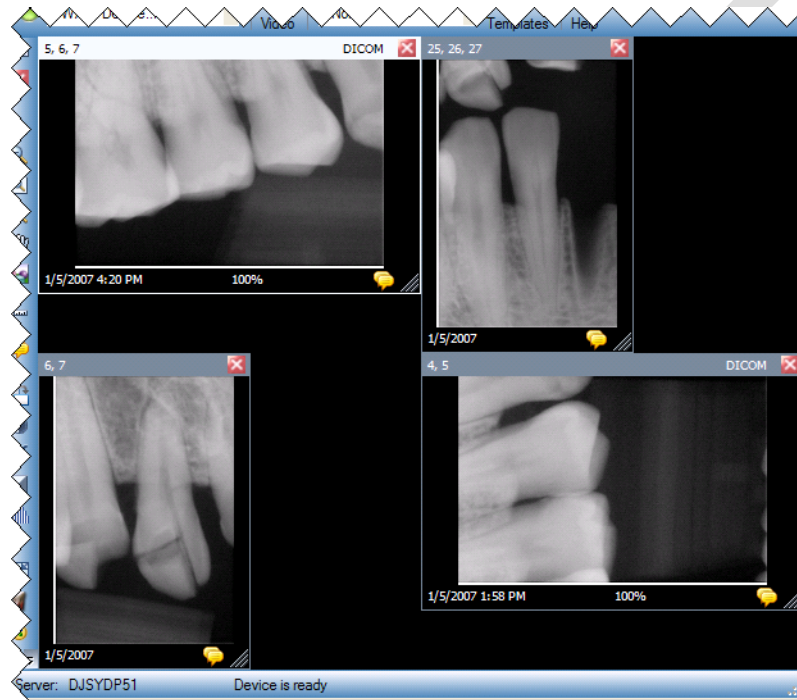 Video Templates Help
5, 6, 7 DICOM
25, 26, 27
1/5/2007 4:20 PM 100%
1/5/2007
6, 7
4, 5 DICOM
1/5/2007 1:58 PM 100%
1/5/2007
Server: DJSYDP51 Device is ready